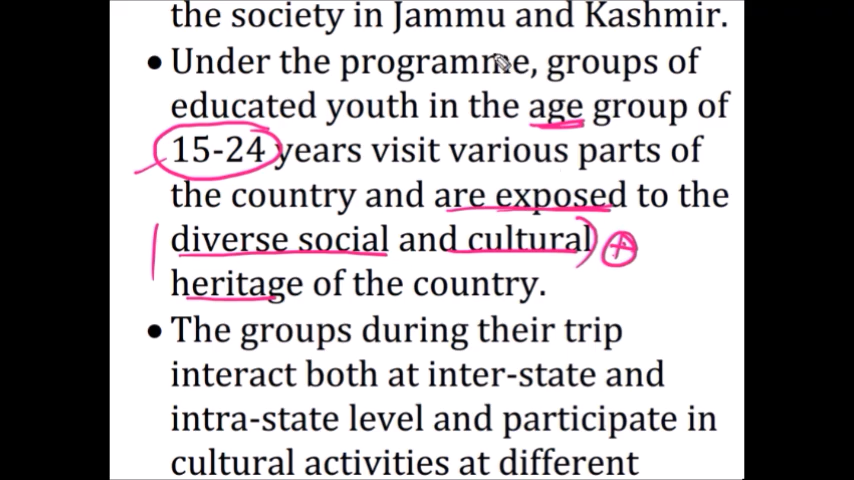 the society in Jammu and Kashmir.
• Under the programme, groups of
educated youth in the age group of
15-24 years visit various parts of
the country and are exposed to the
diverse social and cultural
heritage of the country.
• The groups during their trip
interact both at inter-state and
intra-state level and participate in
cultural activities at different